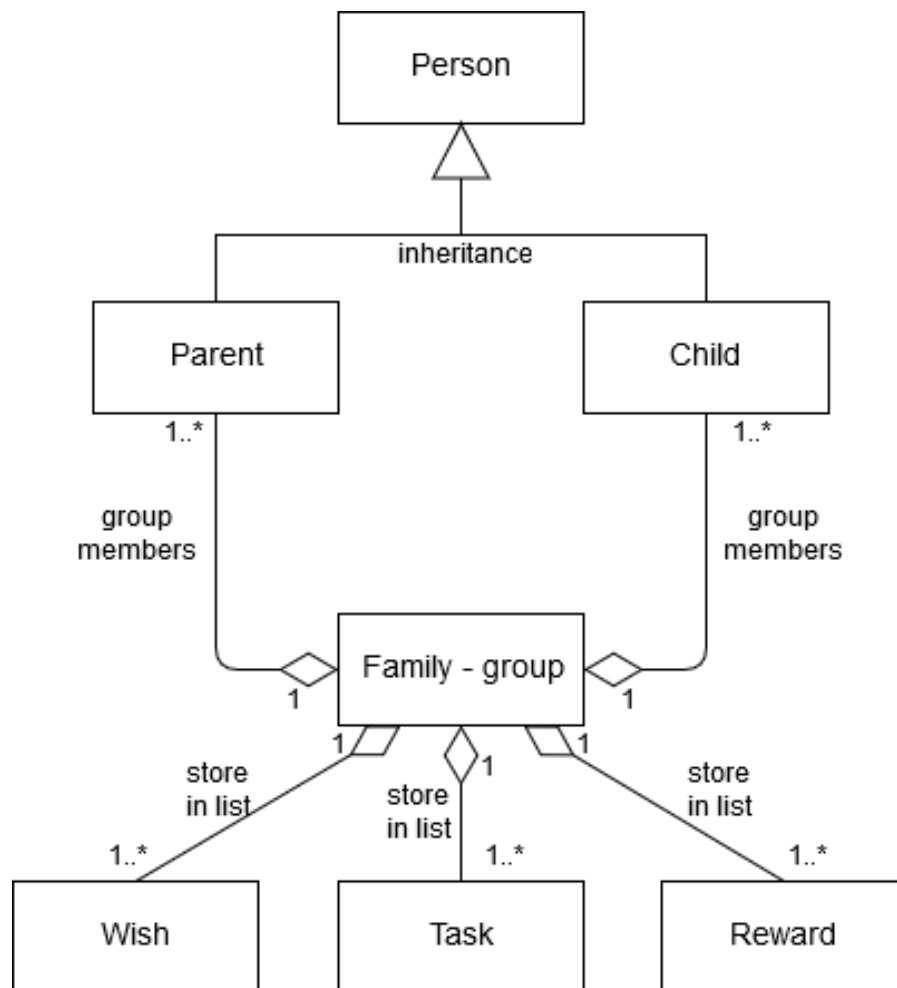 Person
inheritance
Parent
Child
1..*
1..*
group
members
group
members
Family - group
1
1
1
1
1
store
in list
store
in list
store
in list
1..*
1..*
1..*
Wish
Task
Reward